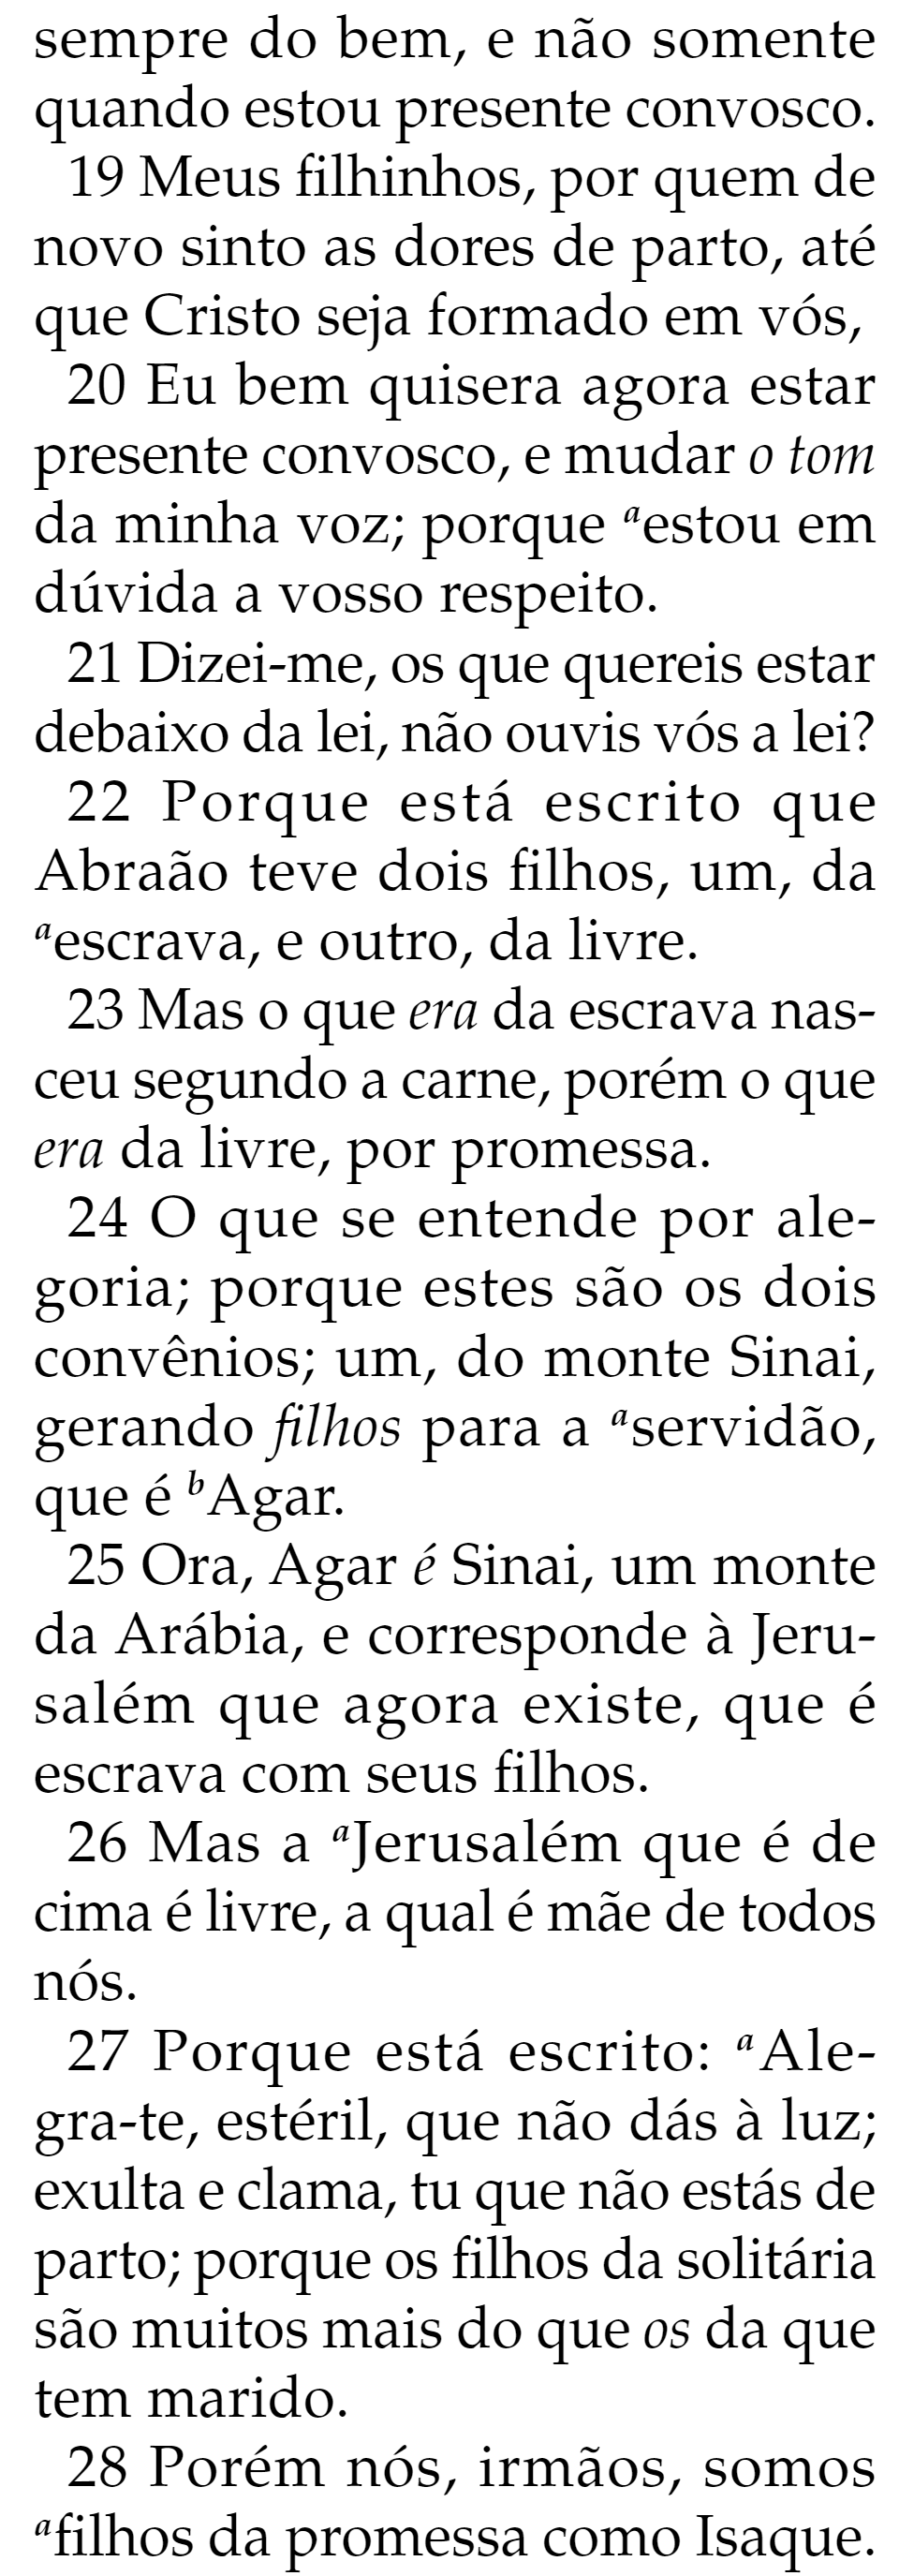 sempre do bem, e não somente
quando estou presente convosco.
19 Meus filhinhos, por quem de
novo sinto as dores de parto, até
que Cristo seja formado em vós,
20 Eu bem quisera agora estar
presente convosco, e mudar o tom
da minha voz; porque ᵃestou em
dúvida a vosso respeito.
21 Dizei-me, os que quereis estar
debaixo da lei, não ouvis vós a lei?
22 Porque está escrito que
Abraão teve dois filhos, um, da
ᵃescrava, e outro, da livre.
23 Mas o que era da escrava nas-
ceu segundo a carne, porém o que
era da livre, por promessa.
24 O que se entende por ale-
goria; porque estes são os dois
convênios; um, do monte Sinai,
gerando filhos para a ᵃservidão,
que é ᵇAgar.
25 Ora, Agar é Sinai, um monte
da Arábia, e corresponde à Jeru-
salém que agora existe, que é
escrava com seus filhos.
26 Mas a ᵃJerusalém que é de
cima é livre, a qual é mãe de todos
nós.
27 Porque está escrito: ᵃAle-
gra-te, estéril, que não dás à luz;
exulta e clama, tu que não estás de
parto; porque os filhos da solitária
são muitos mais do que os da que
tem marido.
28 Porém nós, irmãos, somos
ᵃfilhos da promessa como Isaque.